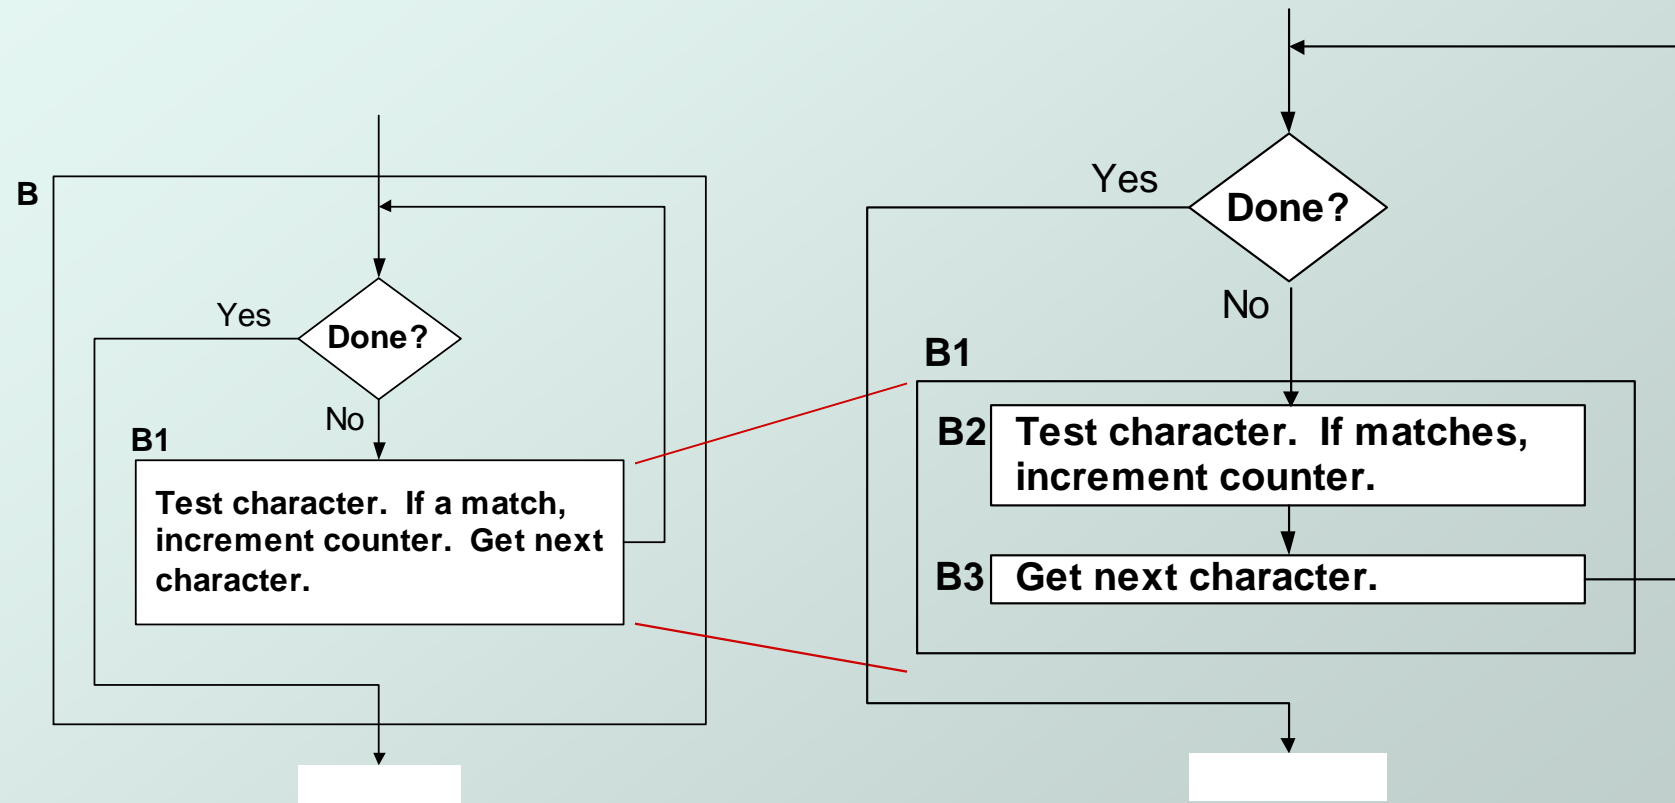 B
Yes
Done?
No
B1
Test character.  If a match,
increment counter.  Get next
character.
Yes
Done?
No
B1
B2
Test character.  If matches,
increment counter.
B3
Get next character.